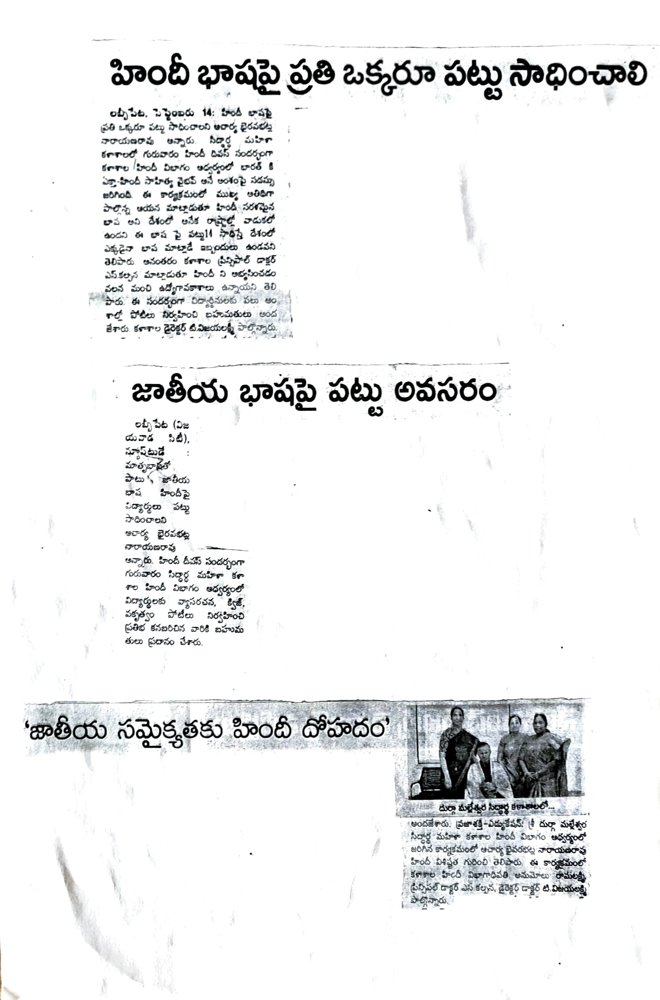 హిందీ భాషపై ప్రతి ఒక్కరూ పట్టు సాధించాలి
లబ్బీపేట, సెప్టెంబరు 14: హిందీ భాషపై
ప్రతి ఒక్కరూ పట్టు సాధించాలని ఆచార్య భైరవభట్ల
నారాయణరావు అన్నారు. సిద్ధార్థ మహిళా
కళాశాలలో గురువారం హిందీ దివస్ సందర్భంగా
కళాశాల హిందీ విభాగం ఆధ్వర్యంలో భారత్ కి
ఏక్తా-హిందీ సాహిత్య వైభవ్ అనే అంశంపై సదస్సు
జరిగింది. ఈ కార్యక్రమంలో ముఖ్య అతిథిగా
పాల్గొన్న ఆయన మాట్లాడుతూ హిందీ సరళమైన
భాష అని దేశంలో అనేక రాష్ట్రాల్లో వాడుకలో
ఉందని ఈ భాష పై పట్టు14 సాధిస్తే దేశంలో
ఎక్కడైనా భాష మాట్లాడే ఇబ్బందులు ఉండవని
తెలిపారు. అనంతరం కళాశాల ప్రిన్సిపాల్ డాక్టర్
ఎస్.కల్పన మాట్లాడుతూ హిందీ ని అభ్యసించడం
వలన మంచి ఉద్యోగావకాశాలు ఉన్నాయని తెలి
పారు. ఈ సందర్భంగా విద్యార్థినులకు పలు అం
శాల్లో పోటీలు నిర్వహించి బహుమతులు అంద
జేశారు. కళాశాల డైరెక్టర్ టి.విజయలక్ష్మి పాల్గొన్నారు.
జాతీయ భాషపై పట్టు అవసరం
లబ్బీపేట (విజ
యవాడ సిటీ),
న్యూస్‌టుడే :
మాతృభాషతో
పాటు జాతీయ
భాష హిందీపై
విద్యార్థులు పట్టు
సాధించాలని
ఆచార్య భైరవభట్ల
నారాయణరావు
అన్నారు. హిందీ దీవస్ సందర్భంగా
గురువారం సిద్ధార్థ మహిళా కళా
శాల హిందీ విభాగం ఆధ్వర్యంలో
విద్యార్థులకు వ్యాసరచన, క్విజ్,
వకృత్వం పోటీలు నిర్వహించి
ప్రతిభ కనబరిచిన వారికి బహుమ
తులు ప్రదానం చేశారు.
‘జాతీయ సమైక్యతకు హిందీ దోహదం’
దుర్గా మల్లేశ్వర సిద్ధార్థ కళాశాలలో...
అందజేశారు. ప్రజాశక్తి-ఎడ్యుకేషన్: శ్రీ దుర్గా మల్లేశ్వర
సిద్ధార్థ మహిళా కళాశాల హిందీ విభాగం ఆధ్వర్యంలో
జరిగిన కార్యక్రమంలో ఆచార్య భైవరభట్ల నారాయణరావు
హిందీ విశిష్టత గురించి తెలిపారు. ఈ కార్యక్రమంలో
కళాశాల హిందీ విభాగాధిపతి అనుమోలు రామలక్ష్మి,
ప్రిన్సిపల్ డాక్టర్ ఎస్.కల్పన, డైరెక్టర్ డాక్టర్ టి.విజయలక్ష్మి
పాల్గొన్నారు.